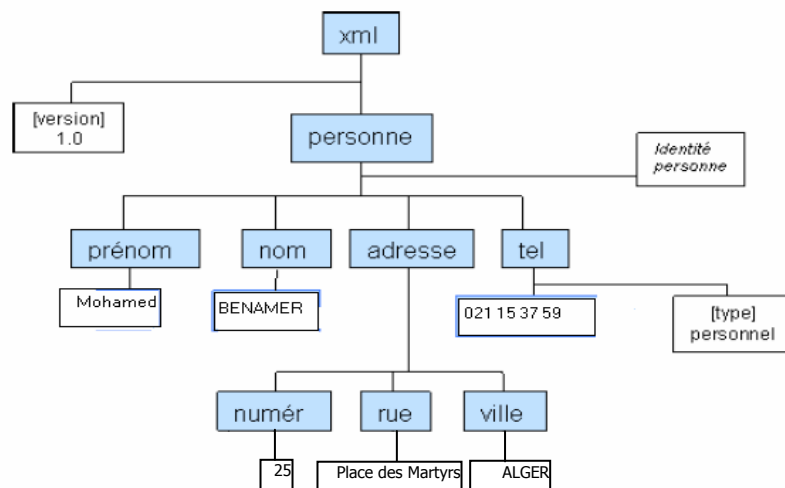 xml
[version]
1.0
personne
Identité
personne
prénom
nom
adresse
tel
Mohamed
BENAMER
021 15 37 59
[type]
personnel
numér
rue
ville
25
Place des Martyrs
ALGER